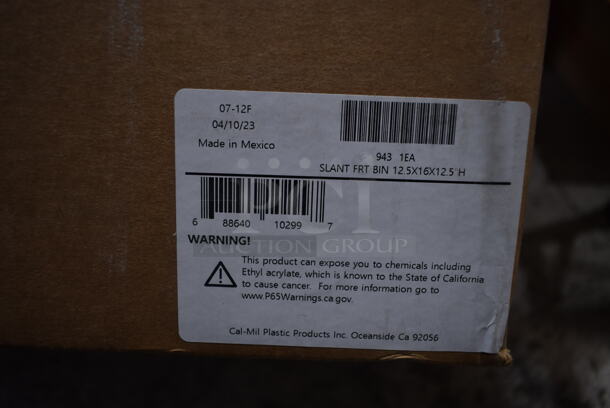 07-12F
04/10/23
Made in Mexico
943 1EA
SLANT FRT BIN 12.5X16X12.5"H
6 88640 10299 7
PCI
AUCTION GROUP
WARNING!
This product can expose you to chemicals including
Ethyl acrylate, which is known to the State of California
to cause cancer. For more information go to
www.P65Warnings.ca.gov.
Cal-Mil Plastic Products Inc. Oceanside Ca 92056